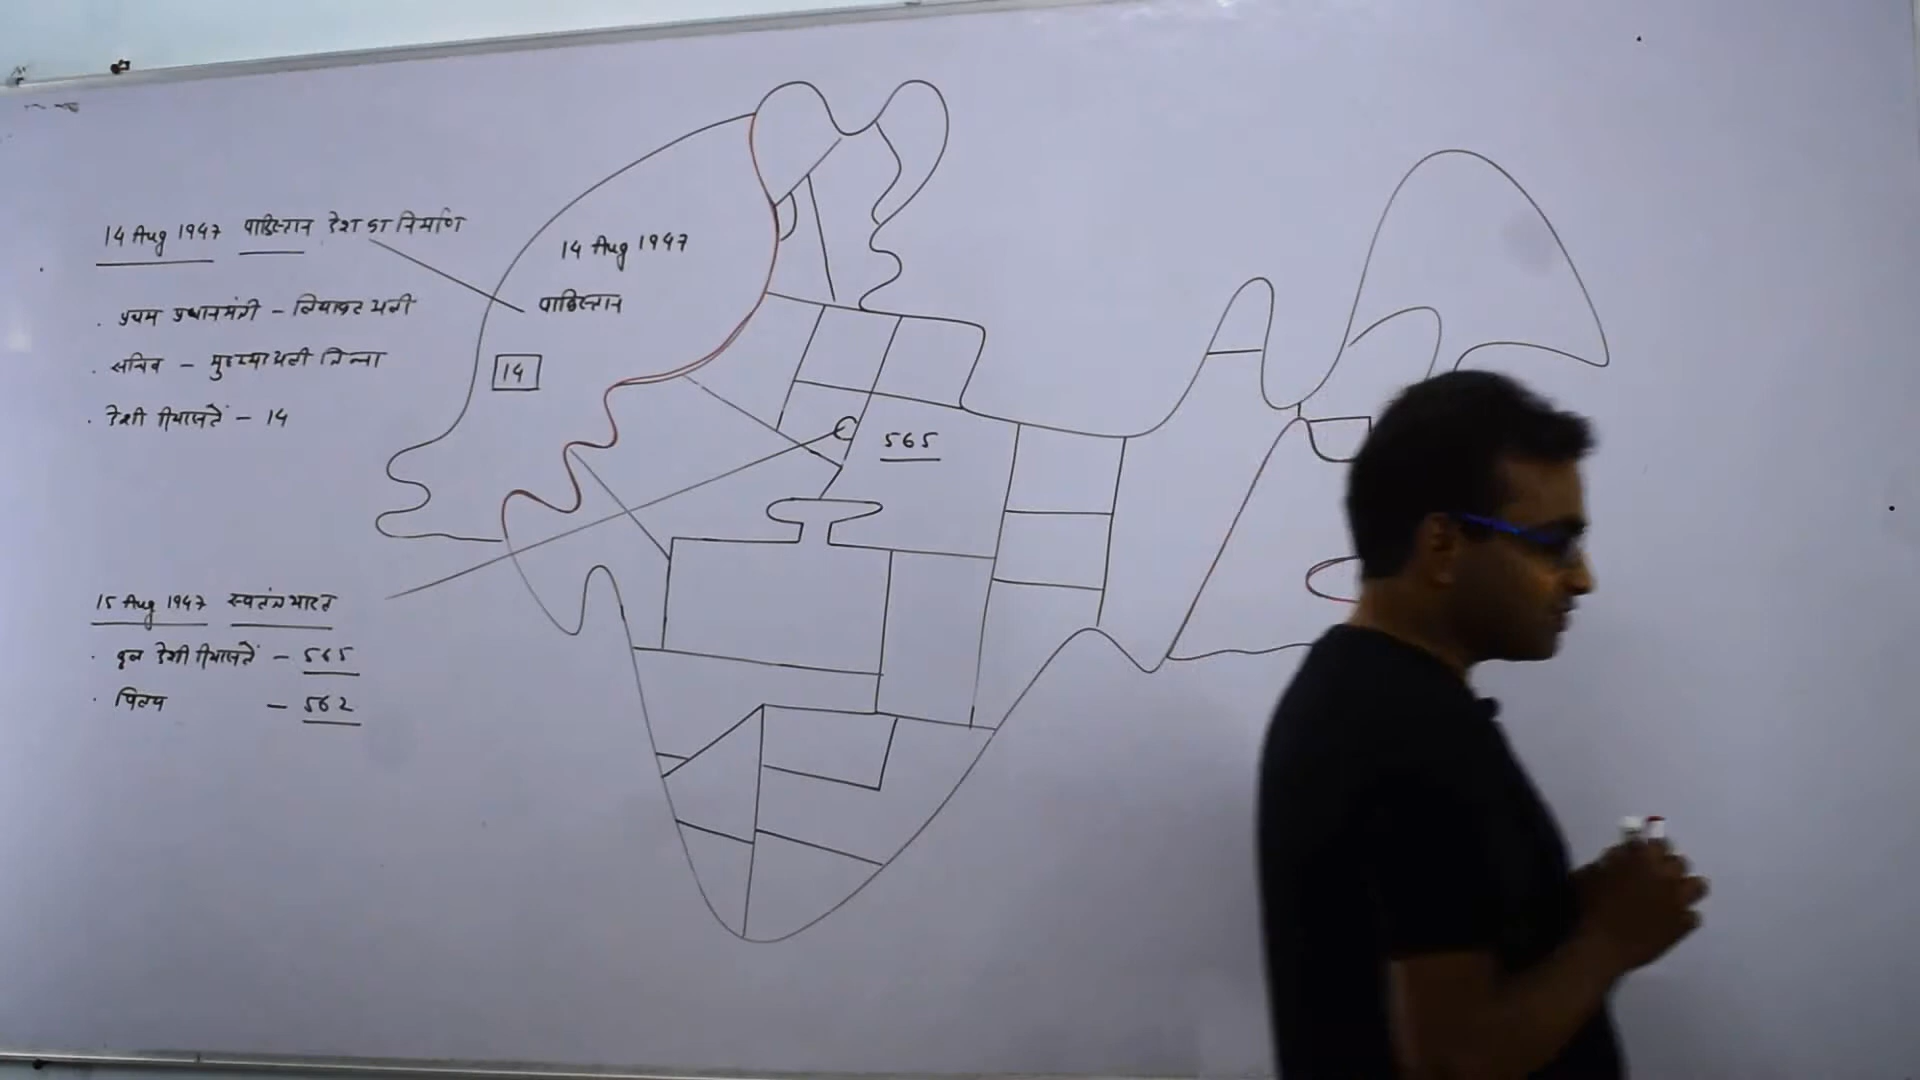 14 Aug 1947 पाकिस्तान देश का निर्माण
· प्रथम प्रधानमंत्री - लियाकत अली
· सचिव - मुहम्मद अली जिन्ना
· देशी रियासतें - 14
15 Aug 1947 स्वतंत्र भारत
· कुल देशी रियासतें - 565
· विलय - 562
14 Aug 1947
पाकिस्तान
14
565